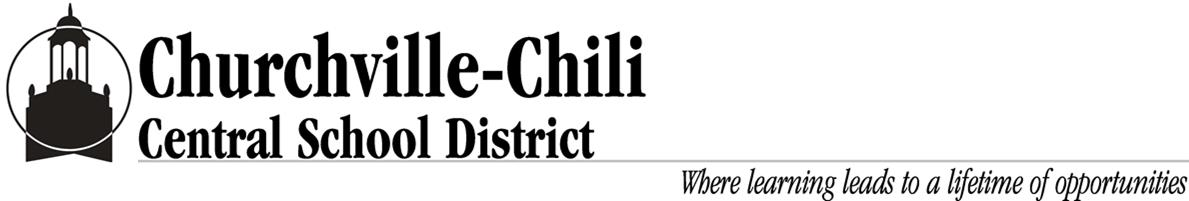 Churchville-Chili
Central School District
Where learning leads to a lifetime of opportunities